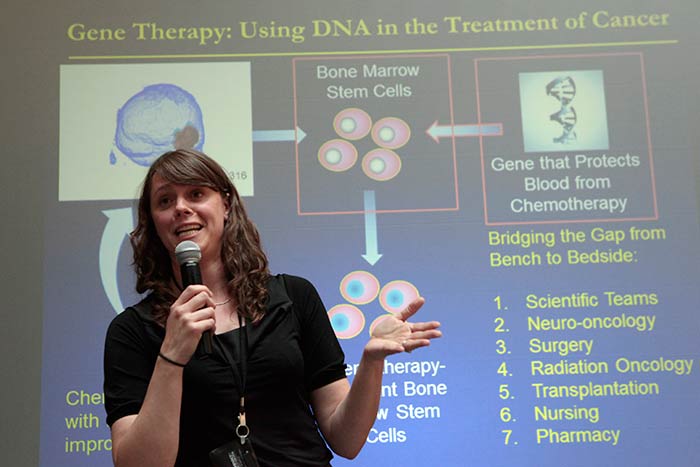 Gene Therapy: Using DNA in the Treatment of Cancer
Bone Marrow
Stem Cells
316
Gene that Protects
Blood from
Chemotherapy
Bridging the Gap from
Bench to Bedside:
1. Scientific Teams
2. Neuro-oncology
3. Surgery
4. Radiation Oncology
5. Transplantation
6. Nursing
7. Pharmacy
Bone
Stem
Cells
with